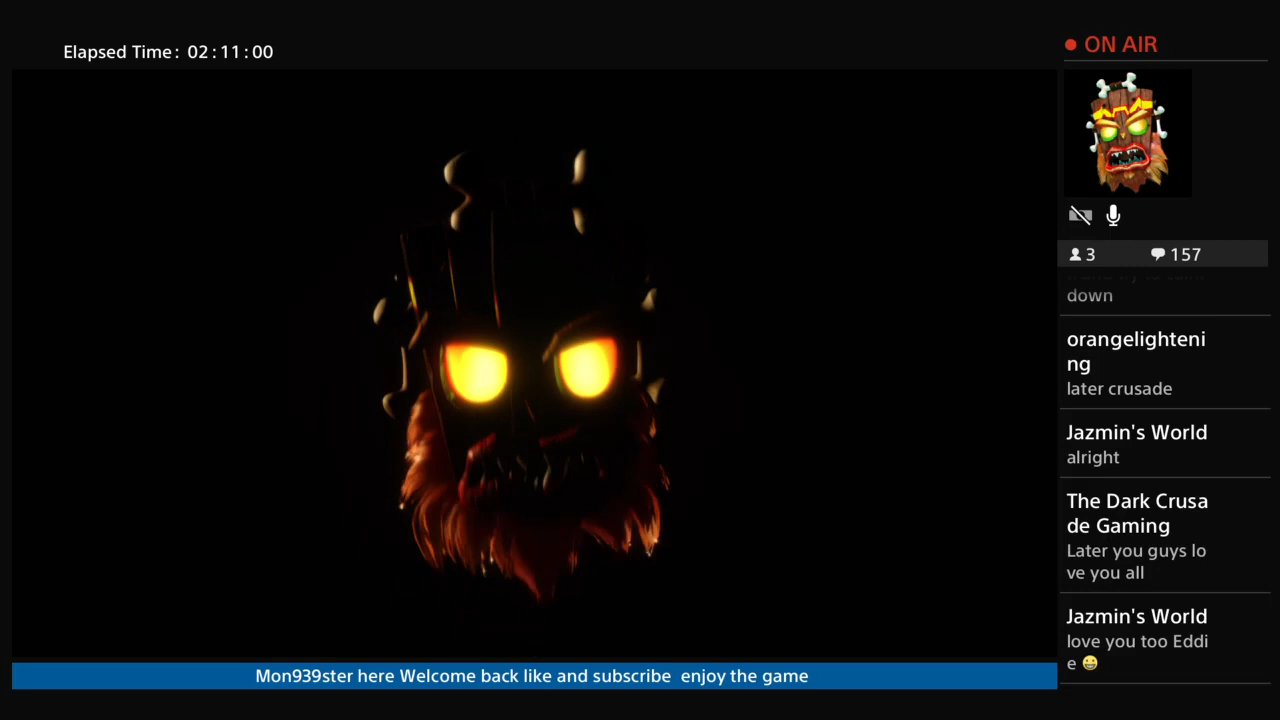 Elapsed Time: 02:11:00
ON AIR
3 157
down
orangelighteni
ng
later crusade
Jazmin's World
alright
The Dark Crusa
de Gaming
Later you guys lo
ve you all
Jazmin's World
love you too Eddi
e 😀
Mon939ster here Welcome back like and subscribe enjoy the game